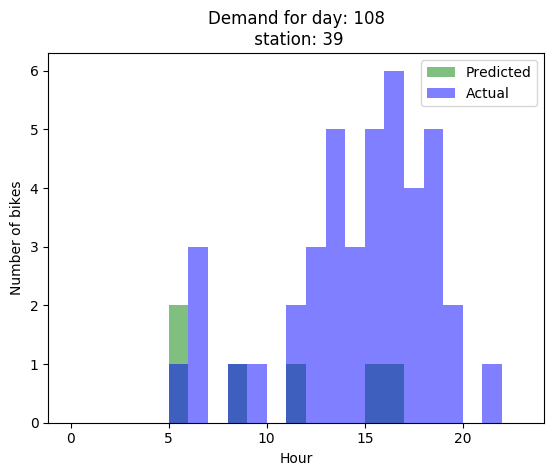 Demand for day: 108
station: 39
Predicted
Actual
Number of bikes
6
5
4
3
2
1
0
0
5
10
15
20
Hour